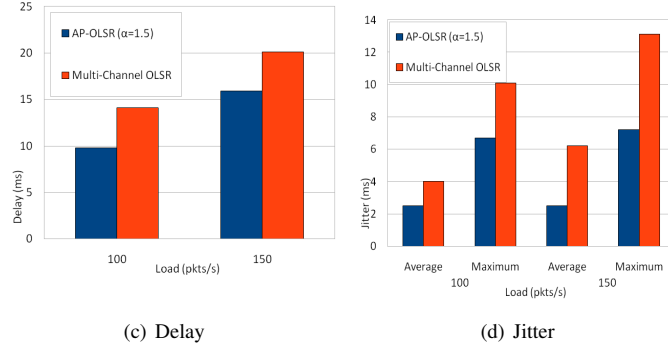 25
20
15
10
5
0
Delay (ms)
AP-OLSR (α=1.5)
Multi-Channel OLSR
100 150
Load (pkts/s)
(c) Delay
14
12
10
8
6
4
2
0
Jitter (ms)
AP-OLSR (α=1.5)
Multi-Channel OLSR
Average Maximum Average Maximum
100 150
Load (pkts/s)
(d) Jitter